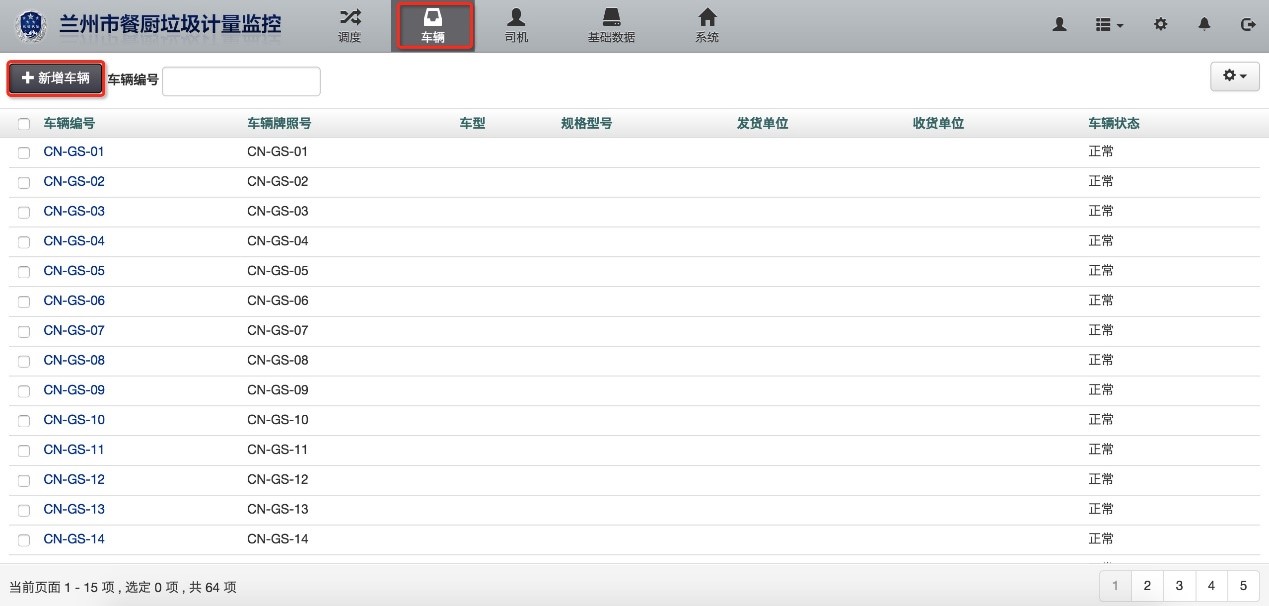 兰州市餐厨垃圾计量监控
调度 车辆 司机 基础数据 系统
新增车辆 车辆编号
车辆编号 车辆牌照号 车型 规格型号 发货单位 收货单位 车辆状态
CN-GS-01 CN-GS-01 正常
CN-GS-02 CN-GS-02 正常
CN-GS-03 CN-GS-03 正常
CN-GS-04 CN-GS-04 正常
CN-GS-05 CN-GS-05 正常
CN-GS-06 CN-GS-06 正常
CN-GS-07 CN-GS-07 正常
CN-GS-08 CN-GS-08 正常
CN-GS-09 CN-GS-09 正常
CN-GS-10 CN-GS-10 正常
CN-GS-11 CN-GS-11 正常
CN-GS-12 CN-GS-12 正常
CN-GS-13 CN-GS-13 正常
CN-GS-14 CN-GS-14 正常
当前页面 1 - 15 项 , 选定 0 项 , 共 64 项 1 2 3 4 5